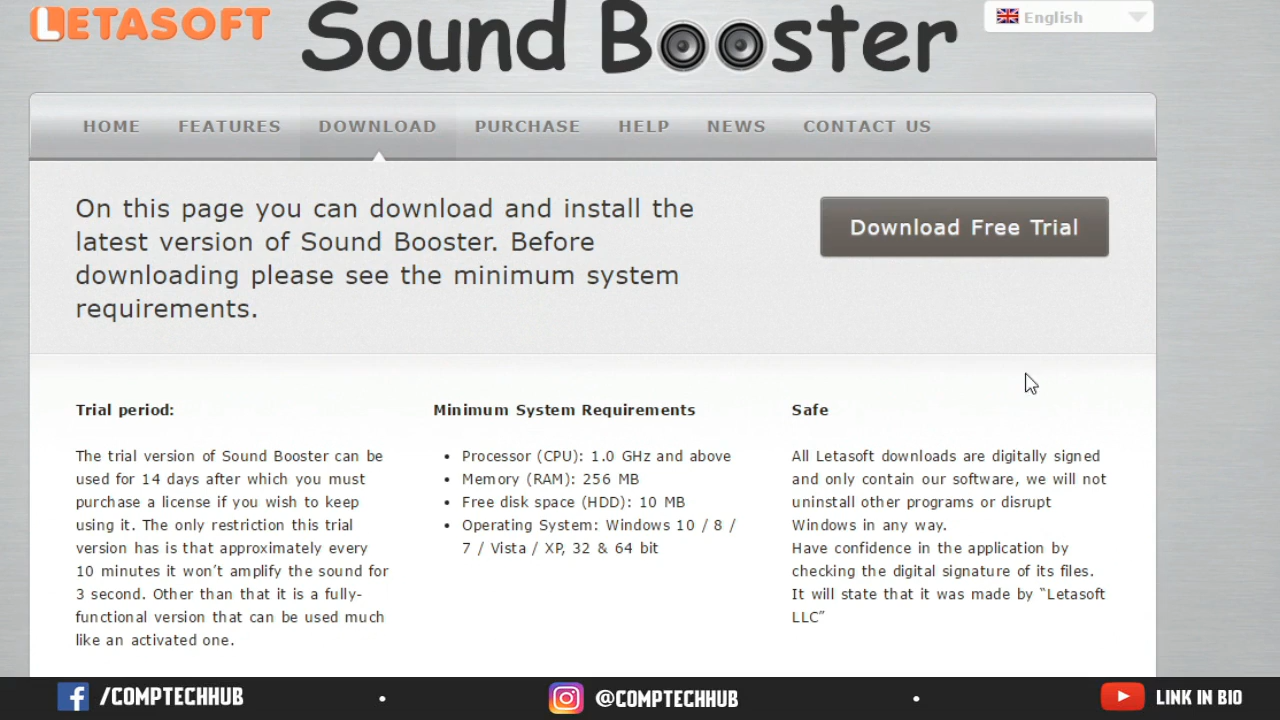 LETASOFT
Sound Booster
English
HOME FEATURES DOWNLOAD PURCHASE HELP NEWS CONTACT US
On this page you can download and install the
latest version of Sound Booster. Before
downloading please see the minimum system
requirements.
Download Free Trial
Trial period:
The trial version of Sound Booster can be
used for 14 days after which you must
purchase a license if you wish to keep
using it. The only restriction this trial
version has is that approximately every
10 minutes it won’t amplify the sound for
3 second. Other than that it is a fully-
functional version that can be used much
like an activated one.
Minimum System Requirements
• Processor (CPU): 1.0 GHz and above
• Memory (RAM): 256 MB
• Free disk space (HDD): 10 MB
• Operating System: Windows 10 / 8 /
7 / Vista / XP, 32 & 64 bit
Safe
All Letasoft downloads are digitally signed
and only contain our software, we will not
uninstall other programs or disrupt
Windows in any way.
Have confidence in the application by
checking the digital signature of its files.
It will state that it was made by “Letasoft
LLC”
/COMPTECHHUB • @COMPTECHHUB • LINK IN BIO